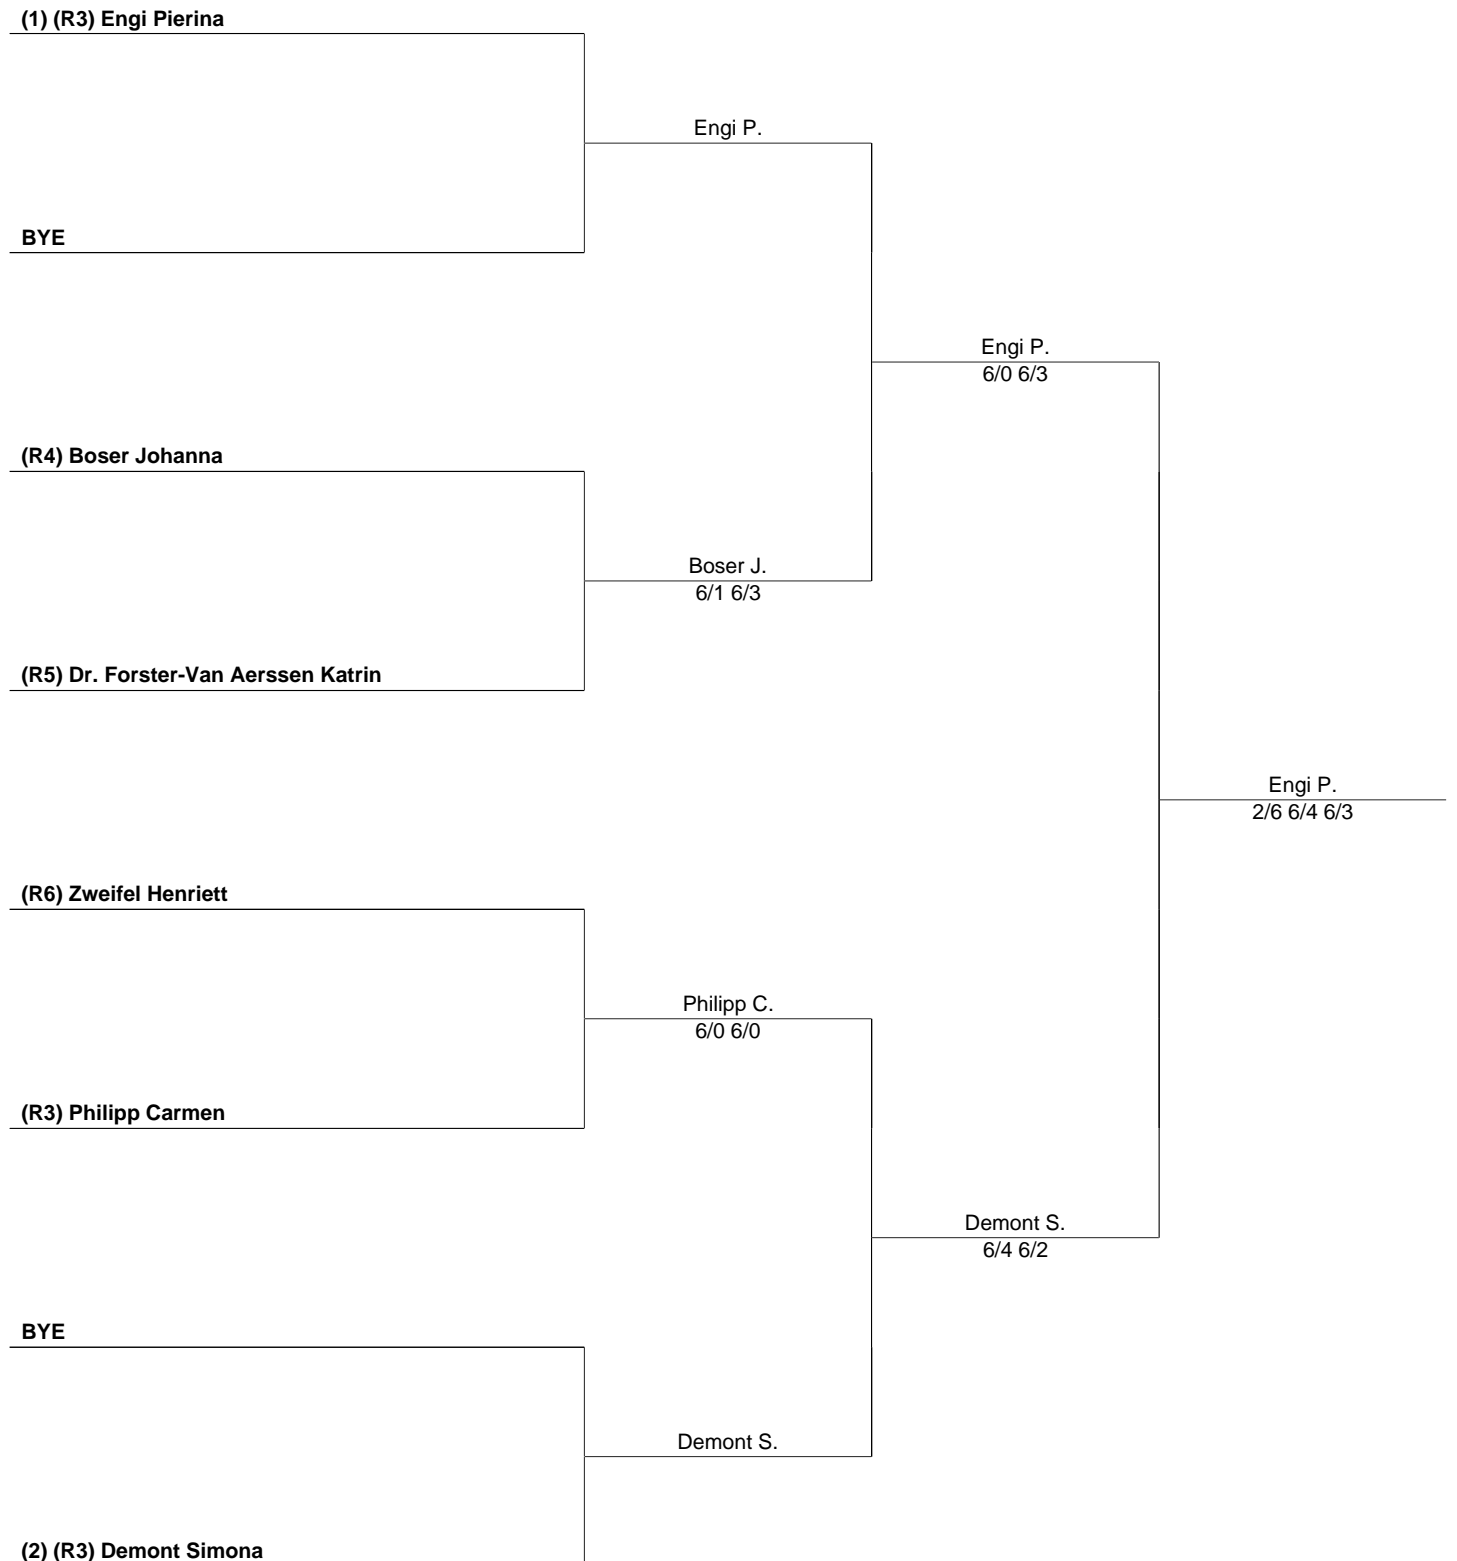 (1) (R3) Engi Pierina
Engi P.
BYE
Engi P.
6/0 6/3
(R4) Boser Johanna
Boser J.
6/1 6/3
(R5) Dr. Forster-Van Aerssen Katrin
Engi P.
2/6 6/4 6/3
(R6) Zweifel Henriett
Philipp C.
6/0 6/0
(R3) Philipp Carmen
Demont S.
6/4 6/2
BYE
Demont S.
(2) (R3) Demont Simona